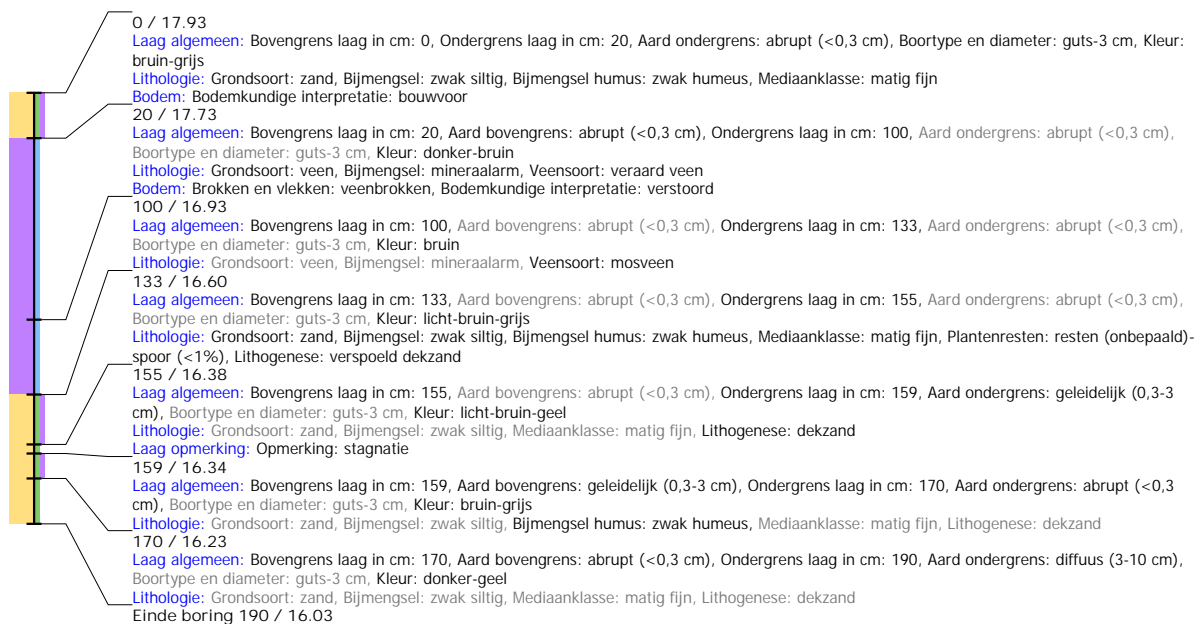 0 / 17.93
Laag algemeen: Bovengrens laag in cm: 0, Ondergrens laag in cm: 20, Aard ondergrens: abrupt (<0,3 cm), Boortype en diameter: guts-3 cm, Kleur:
bruin-grijs
Lithologie: Grondsoort: zand, Bijmengsel: zwak siltig, Bijmengsel humus: zwak humeus, Mediaanklasse: matig fijn
Bodem: Bodemkundige interpretatie: bouwvoor
20 / 17.73
Laag algemeen: Bovengrens laag in cm: 20, Aard bovengrens: abrupt (<0,3 cm), Ondergrens laag in cm: 100, Aard ondergrens: abrupt (<0,3 cm),
Boortype en diameter: guts-3 cm, Kleur: donker-bruin
Lithologie: Grondsoort: veen, Bijmengsel: mineraalarm, Veensoort: veraard veen
Bodem: Brokken en vlekken: veenbrokken, Bodemkundige interpretatie: verstoord
100 / 16.93
Laag algemeen: Bovengrens laag in cm: 100, Aard bovengrens: abrupt (<0,3 cm), Ondergrens laag in cm: 133, Aard ondergrens: abrupt (<0,3 cm),
Boortype en diameter: guts-3 cm, Kleur: bruin
Lithologie: Grondsoort: veen, Bijmengsel: mineraalarm, Veensoort: mosveen
133 / 16.60
Laag algemeen: Bovengrens laag in cm: 133, Aard bovengrens: abrupt (<0,3 cm), Ondergrens laag in cm: 155, Aard ondergrens: abrupt (<0,3 cm),
Boortype en diameter: guts-3 cm, Kleur: licht-bruin-grijs
Lithologie: Grondsoort: zand, Bijmengsel: zwak siltig, Bijmengsel humus: zwak humeus, Mediaanklasse: matig fijn, Plantenresten: resten (onbepaald)-
spoor (<1%), Lithogenese: verspoeld dekzand
155 / 16.38
Laag algemeen: Bovengrens laag in cm: 155, Aard bovengrens: abrupt (<0,3 cm), Ondergrens laag in cm: 159, Aard ondergrens: geleidelijk (0,3-3
cm), Boortype en diameter: guts-3 cm, Kleur: licht-bruin-geel
Lithologie: Grondsoort: zand, Bijmengsel: zwak siltig, Mediaanklasse: matig fijn, Lithogenese: dekzand
Laag opmerking: Opmerking: stagnatie
159 / 16.34
Laag algemeen: Bovengrens laag in cm: 159, Aard bovengrens: geleidelijk (0,3-3 cm), Ondergrens laag in cm: 170, Aard ondergrens: abrupt (<0,3
cm), Boortype en diameter: guts-3 cm, Kleur: bruin-grijs
Lithologie: Grondsoort: zand, Bijmengsel: zwak siltig, Bijmengsel humus: zwak humeus, Mediaanklasse: matig fijn, Lithogenese: dekzand
170 / 16.23
Laag algemeen: Bovengrens laag in cm: 170, Aard bovengrens: abrupt (<0,3 cm), Ondergrens laag in cm: 190, Aard ondergrens: diffuus (3-10 cm),
Boortype en diameter: guts-3 cm, Kleur: donker-geel
Lithologie: Grondsoort: zand, Bijmengsel: zwak siltig, Mediaanklasse: matig fijn, Lithogenese: dekzand
Einde boring 190 / 16.03